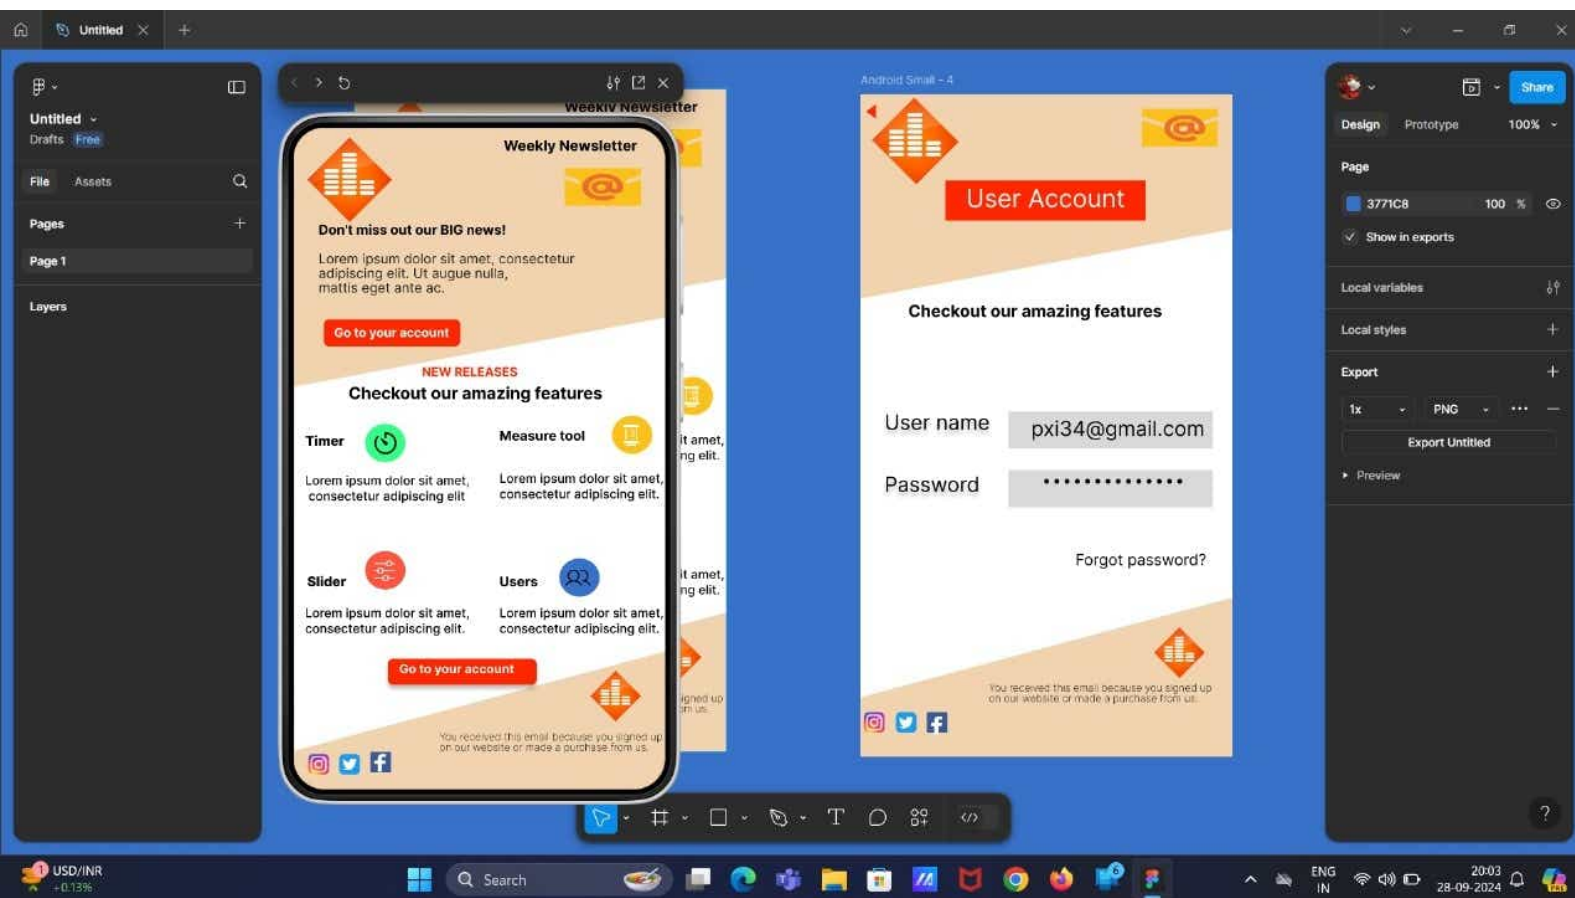 Untitled
Untitled
Drafts Free
File Assets
Pages
Page 1
Layers
Weekly Newsletter
Weekly Newsletter
Don't miss out our BIG news!
Lorem ipsum dolor sit amet, consectetur
adipiscing elit. Ut augue nulla,
mattis eget ante ac.
Go to your account
NEW RELEASES
Checkout our amazing features
Timer
Measure tool
Lorem ipsum dolor sit amet,
consectetur adipiscing elit
Lorem ipsum dolor sit amet,
consectetur adipiscing elit.
it amet,
ng elit.
Slider
Users
Lorem ipsum dolor sit amet,
consectetur adipiscing elit.
Lorem ipsum dolor sit amet,
consectetur adipiscing elit.
it amet,
ng elit.
Go to your account
You received this email because you signed up
on our website or made a purchase from us.
igned up
om us.
Android Small - 4
@
User Account
Checkout our amazing features
User name
pxi34@gmail.com
Password
••••••••••••••
Forgot password?
You received this email because you signed up
on our website or made a purchase from us.
Share
Design Prototype 100%
Page
3771C8 100 %
Show in exports
Local variables
Local styles
Export
1x PNG
Export Untitled
Preview
?
1
USD/INR
+0.13%
Search
6
ENG
IN
20:03
28-09-2024
PRE